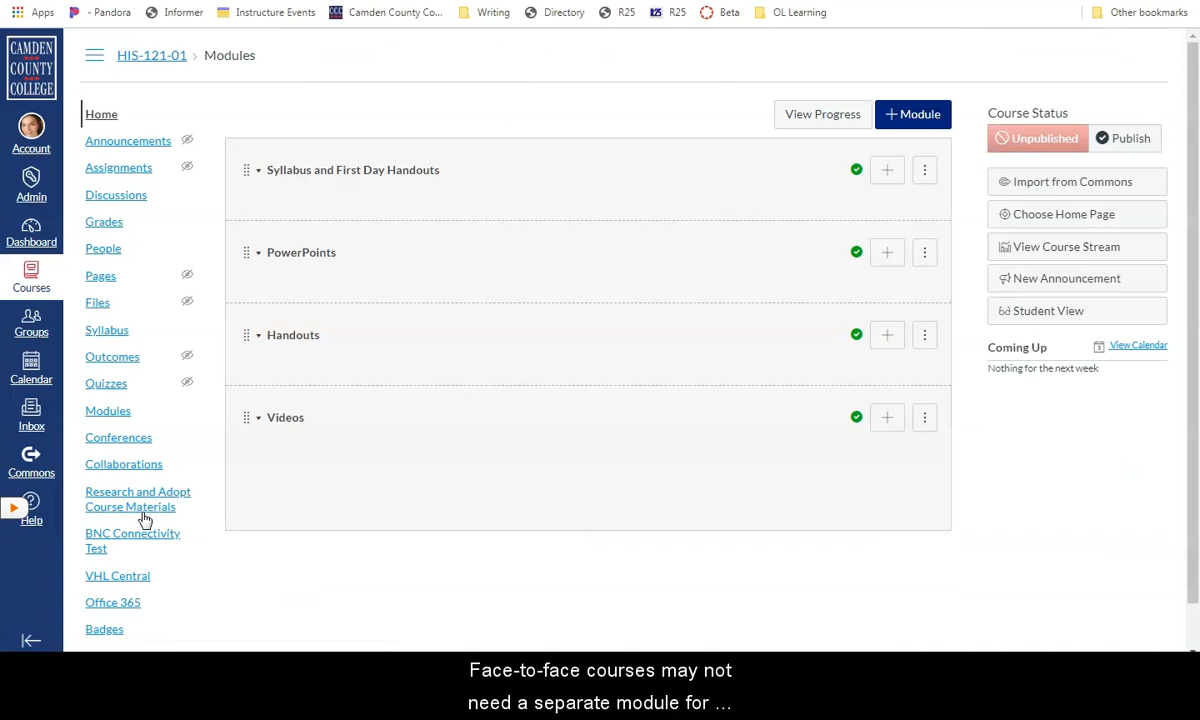 Apps
- Pandora
Informer
Instructure Events
Camden County Co...
Writing
Directory
R25
R25
Beta
OL Learning
Other bookmarks
CAMDEN
COUNTY
COLLEGE
Account
Admin
Dashboard
Courses
Groups
Calendar
Inbox
Commons
Help
HIS-121-01 › Modules
Home
Announcements
Assignments
Discussions
Grades
People
Pages
Files
Syllabus
Outcomes
Quizzes
Modules
Conferences
Collaborations
Research and Adopt
Course Materials
BNC Connectivity
Test
VHL Central
Office 365
Badges
View Progress
+ Module
Syllabus and First Day Handouts
PowerPoints
Handouts
Videos
Course Status
Unpublished
Publish
Import from Commons
Choose Home Page
View Course Stream
New Announcement
Student View
Coming Up
View Calendar
Nothing for the next week
Face-to-face courses may not
need a separate module for ...